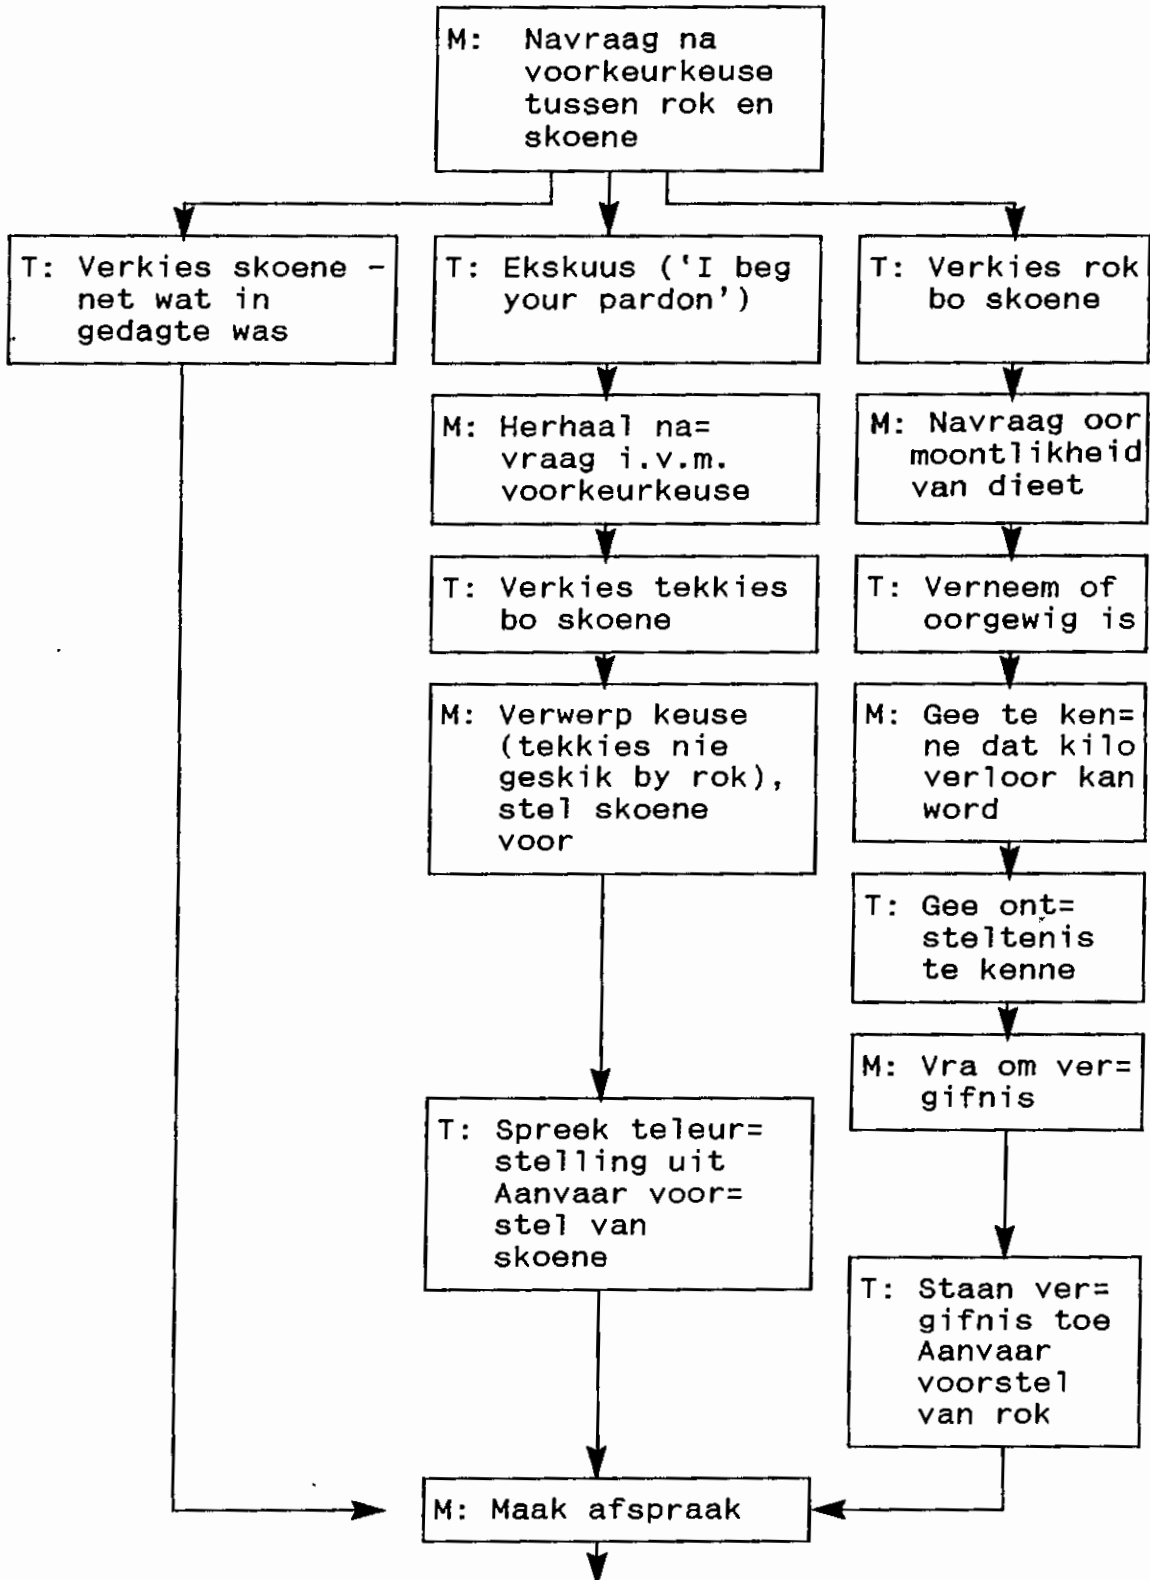 M: Navraag na
voorkeurkeuse
tussen rok en
skoene
T: Verkies skoene -
net wat in
gedagte was
T: Ekskuus ('I beg
your pardon')
T: Verkies rok
bo skoene
M: Herhaal na=
vraag i.v.m.
voorkeurkeuse
M: Navraag oor
moontlikheid
van dieet
T: Verkies tekkies
bo skoene
T: Verneem of
oorgewig is
M: Verwerp keuse
(tekkies nie
geskik by rok),
stel skoene
voor
M: Gee te ken=
ne dat kilo
verloor kan
word
T: Gee ont=
steltenis
te kenne
M: Vra om ver=
gifnis
T: Spreek teleur=
stelling uit
Aanvaar voor=
stel van
skoene
T: Staan ver=
gifnis toe
Aanvaar
voorstel
van rok
M: Maak afspraak